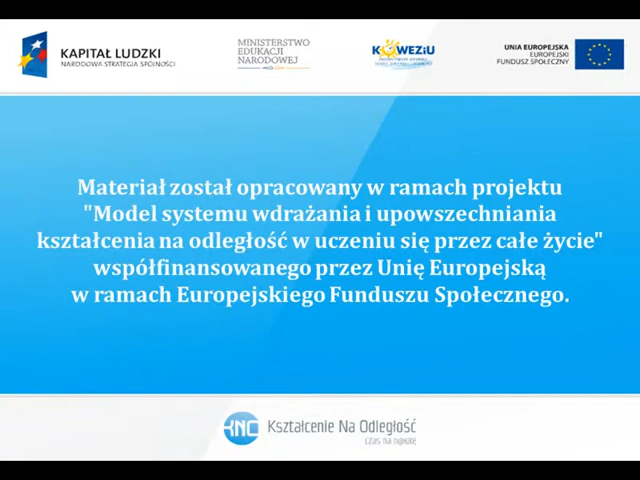 KAPITAŁ LUDZKI
NARODOWA STRATEGIA SPÓJNOŚCI
MINISTERSTWO
EDUKACJI
NARODOWEJ
KOWEZiU
UNIA EUROPEJSKA
EUROPEJSKI
FUNDUSZ SPOŁECZNY
Materiał został opracowany w ramach projektu
"Model systemu wdrażania i upowszechniania
kształcenia na odległość w uczeniu się przez całe życie"
współfinansowanego przez Unię Europejską
w ramach Europejskiego Funduszu Społecznego.
KNO Kształcenie Na Odległość
czas na naukę